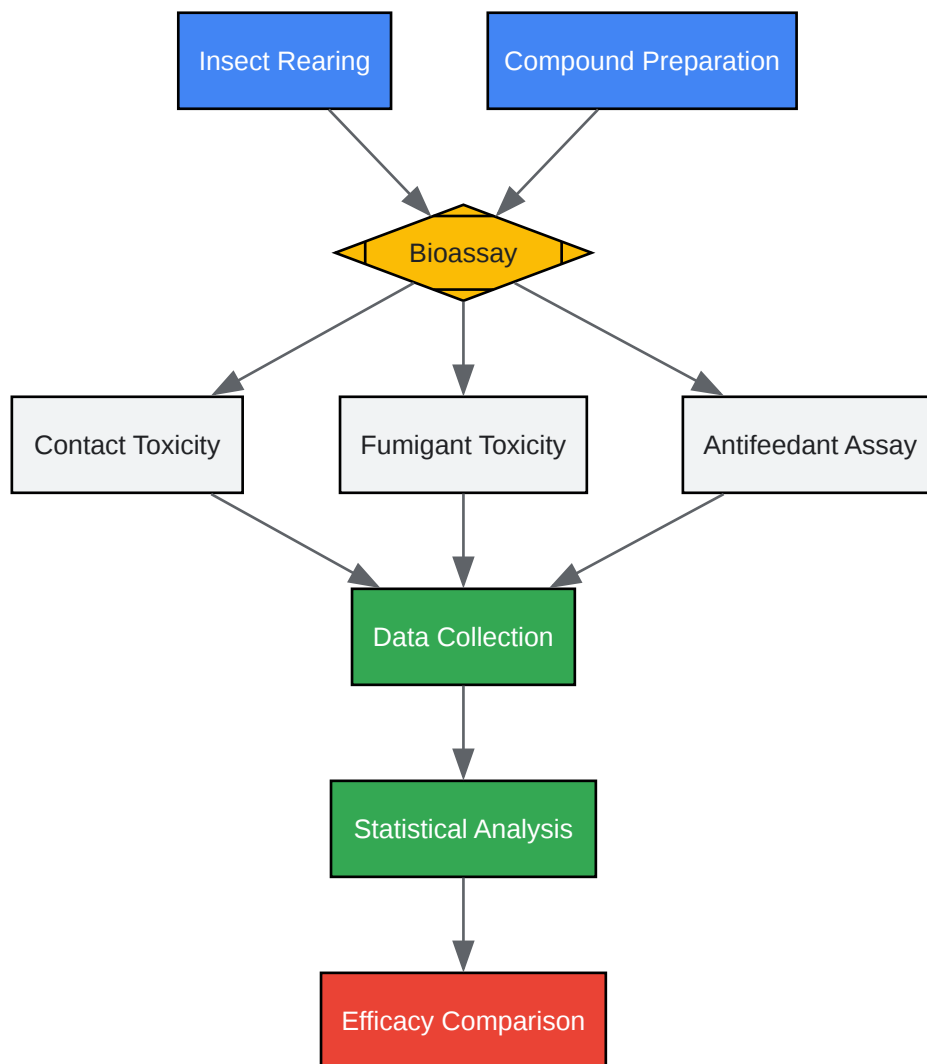 Insect Rearing
Compound Preparation
Bioassay
Contact Toxicity
Fumigant Toxicity
Antifeedant Assay
Data Collection
Statistical Analysis
Efficacy Comparison